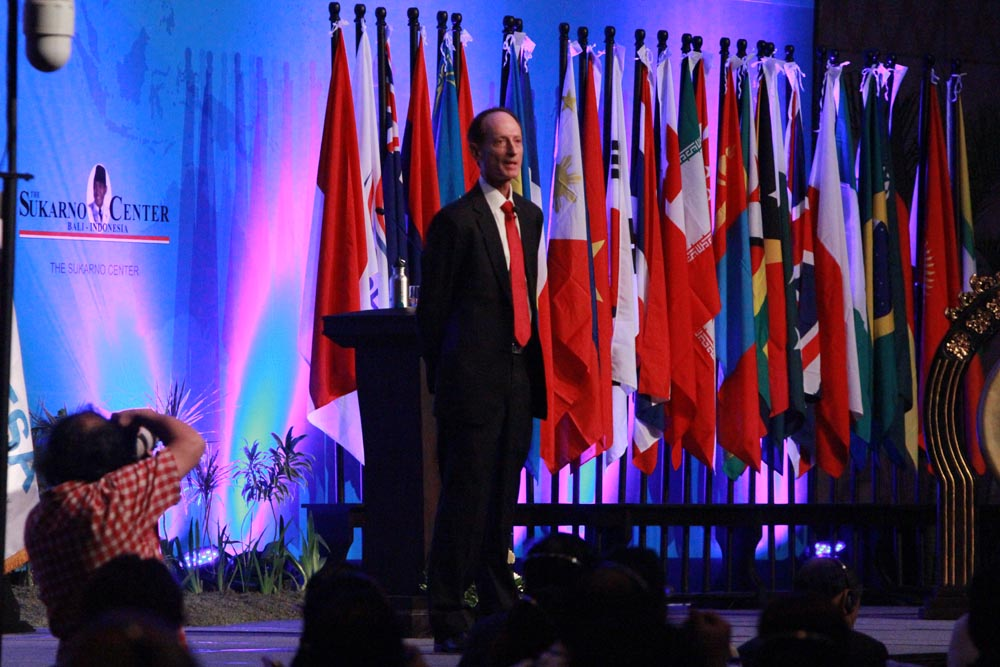 THE
SUKARNO CENTER
BALI - INDONESIA
THE SUKARNO CENTER